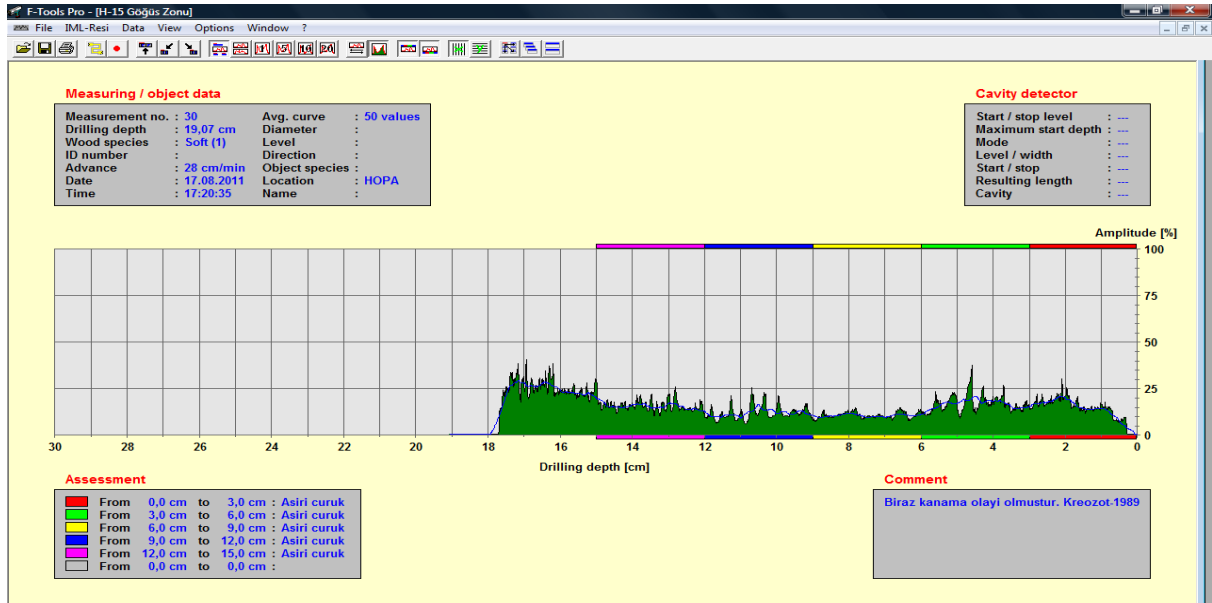 F-Tools Pro - [H-15 Göğüs Zonu]
File IML-Resi Data View Options Window ?
Measuring / object data
Measurement no. : 30 Avg. curve : 50 values
Drilling depth : 19,07 cm Diameter :
Wood species : Soft (1) Level :
ID number : Direction :
Advance : 28 cm/min Object species :
Date : 17.08.2011 Location : HOPA
Time : 17:20:35 Name :
Cavity detector
Start / stop level : ---
Maximum start depth : ---
Mode : ---
Level / width : ---
Start / stop : ---
Resulting length : ---
Cavity : ---
Amplitude [%]
100
75
50
25
0
30 28 26 24 22 20 18 16 14 12 10 8 6 4 2 0
Drilling depth [cm]
Assessment
From 0,0 cm to 3,0 cm : Asiri curuk
From 3,0 cm to 6,0 cm : Asiri curuk
From 6,0 cm to 9,0 cm : Asiri curuk
From 9,0 cm to 12,0 cm : Asiri curuk
From 12,0 cm to 15,0 cm : Asiri curuk
From 0,0 cm to 0,0 cm :
Comment
Biraz kanama olayi olmustur. Kreozot-1989